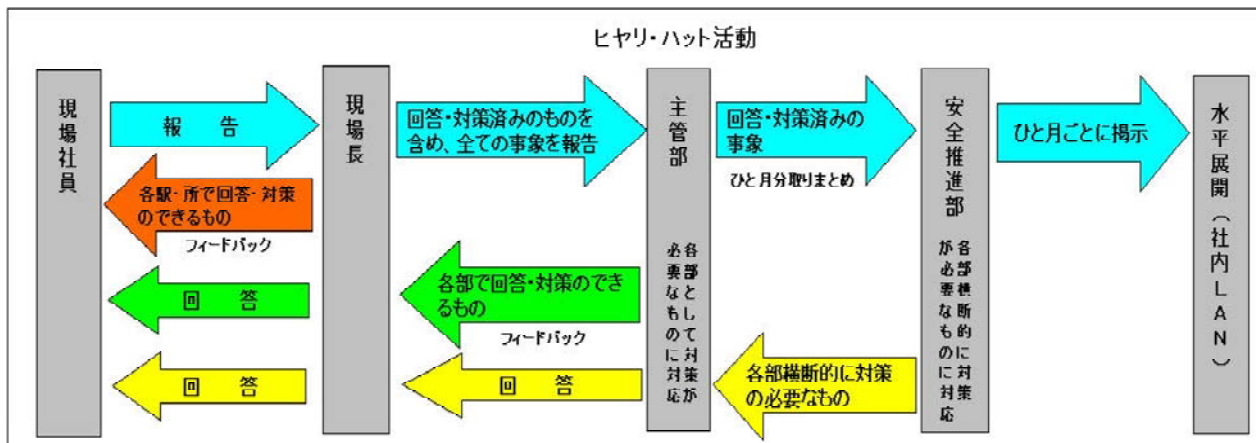 ヒヤリ・ハット活動
現場社員
報　告
各駅・所で回答・対策
のできるもの
フィードバック
回　答
回　答
現場長
回答・対策済みのものを
含め、全ての事象を報告
各部で回答・対策のでき
るもの
フィードバック
回　答
主管部
各部として対策が
必要なものに対応
回答・対策済みの
事象
ひと月分取りまとめ
各部横断的に対策
の必要なもの
安全推進部
各部横断的に対策
が必要なものに対応
ひと月ごとに掲示
水平展開（社内LAN）